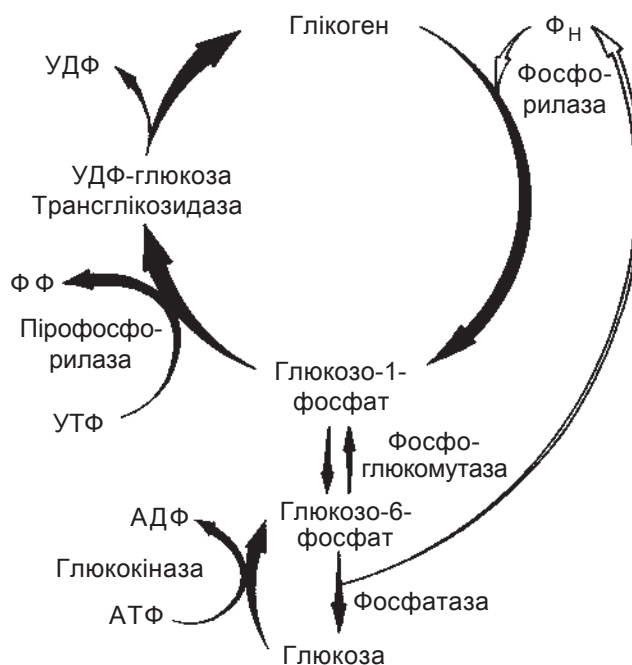 Глікоген
Фн
УДФ
Фосфо-
рилаза
УДФ-глюкоза
Трансглікозидаза
ФФ
Пірофосфо-
рилаза
УТФ
Глюкозо-1-
фосфат
Фосфо-
глюкомутаза
АДФ
Глюкозо-6-
фосфат
Глюкокіназа
АТФ
Фосфатаза
Глюкоза